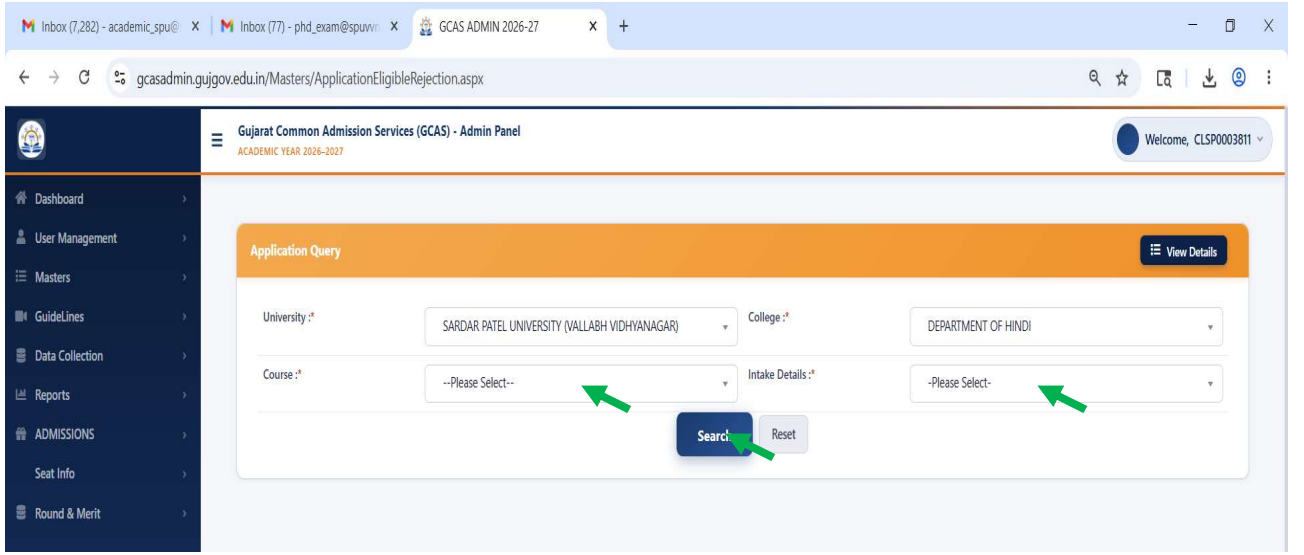 Inbox (7,282) - academic_spu@
Inbox (77) - phd_exam@spuvvn
GCAS ADMIN 2026-27
gcasadmin.gujgov.edu.in/Masters/ApplicationEligibleRejection.aspx
Gujarat Common Admission Services (GCAS) - Admin Panel
ACADEMIC YEAR 2026-2027
Welcome, CLSP0003811
Dashboard
User Management
Masters
GuideLines
Data Collection
Reports
ADMISSIONS
Seat Info
Round & Merit
Application Query
View Details
University :*
SARDAR PATEL UNIVERSITY (VALLABH VIDHYANAGAR)
College :*
DEPARTMENT OF HINDI
Course :*
--Please Select--
Intake Details :*
-Please Select-
Search
Reset